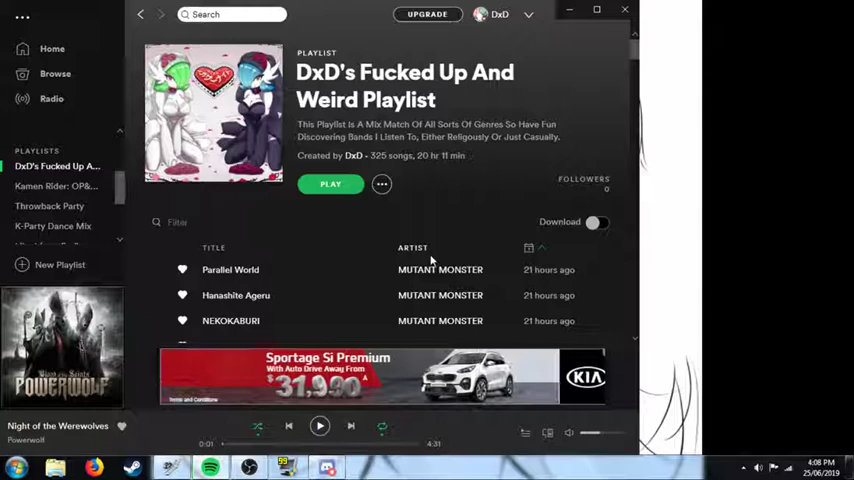 Search
UPGRADE
DxD
Home
Browse
Radio
PLAYLISTS
DxD's Fucked Up A...
Kamen Rider: OP&...
Throwback Party
K-Party Dance Mix
New Playlist
PLAYLIST
DxD's Fucked Up And
Weird Playlist
This Playlist Is A Mix Match Of All Sorts Of Genres So Have Fun
Discovering Bands I Listen To, Either Religously Or Just Casually.
Created by DxD - 325 songs, 20 hr 11 min
PLAY
FOLLOWERS
0
Filter
Download
TITLE ARTIST
Parallel World MUTANT MONSTER 21 hours ago
Hanashite Ageru MUTANT MONSTER 21 hours ago
NEKOKABURI MUTANT MONSTER 21 hours ago
Sportage Si Premium
With Auto Drive Away From
$31,990
Terms and Conditions
KIA
POWERWOLF
Night of the Werewolves
Powerwolf
0:01
4:31
4:08 PM
25/06/2019